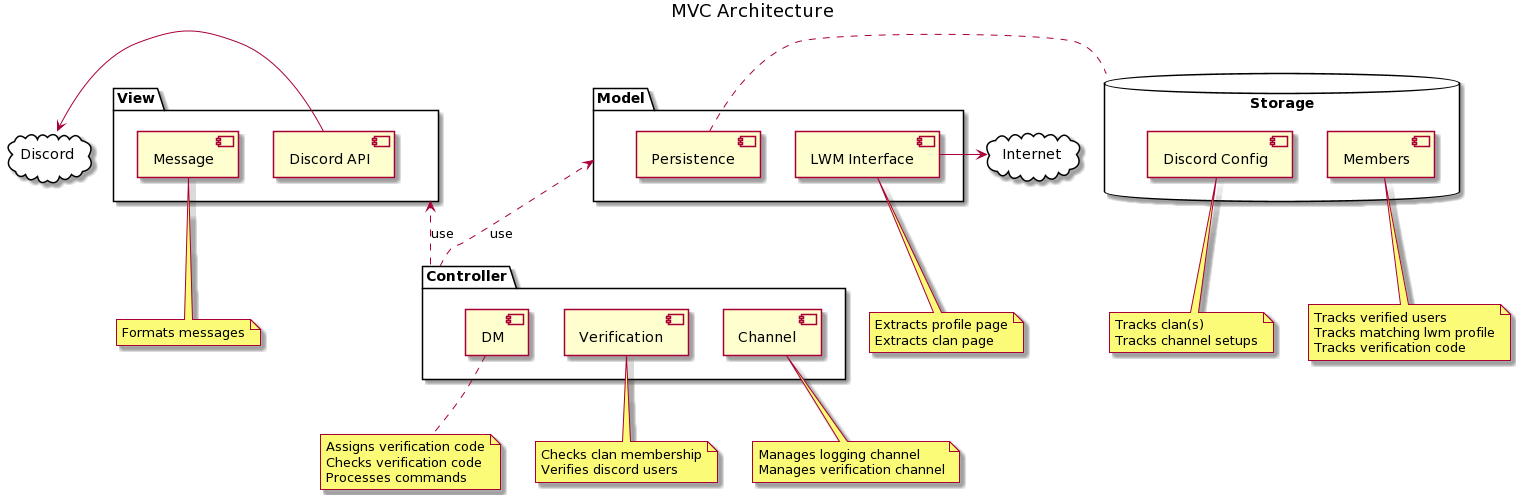 MVC Architecture
View
Model
Storage
Discord
Message
Discord API
Persistence
LWM Interface
Internet
Discord Config
Members
use
use
Controller
DM
Verification
Channel
Formats messages
Extracts profile page
Extracts clan page
Tracks clan(s)
Tracks channel setups
Tracks verified users
Tracks matching lwm profile
Tracks verification code
Assigns verification code
Checks verification code
Processes commands
Checks clan membership
Verifies discord users
Manages logging channel
Manages verification channel